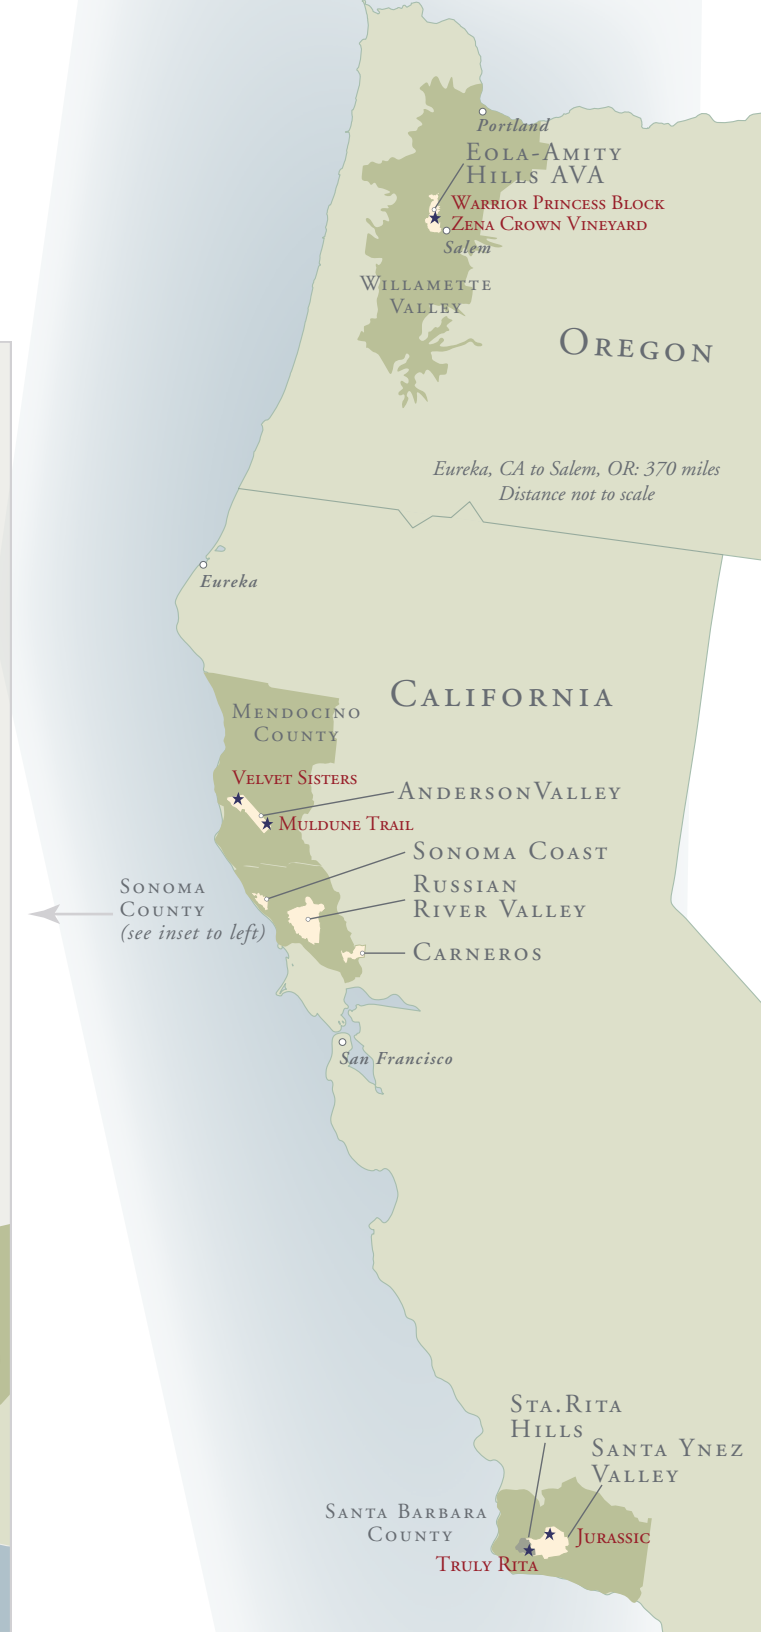 Portland
Eola-Amity
Hills AVA
Warrior Princess Block
Zena Crown Vineyard
Salem
Willamette
Valley
Oregon
Eureka, CA to Salem, OR: 370 miles
Distance not to scale
Eureka
California
Mendocino
County
Velvet Sisters
AndersonValley
Muldune Trail
Sonoma Coast
Russian
River Valley
Sonoma
County
(see inset to left)
Carneros
San Francisco
Sta.Rita
Hills
Santa Ynez
Valley
Santa Barbara
County
Jurassic
Truly Rita